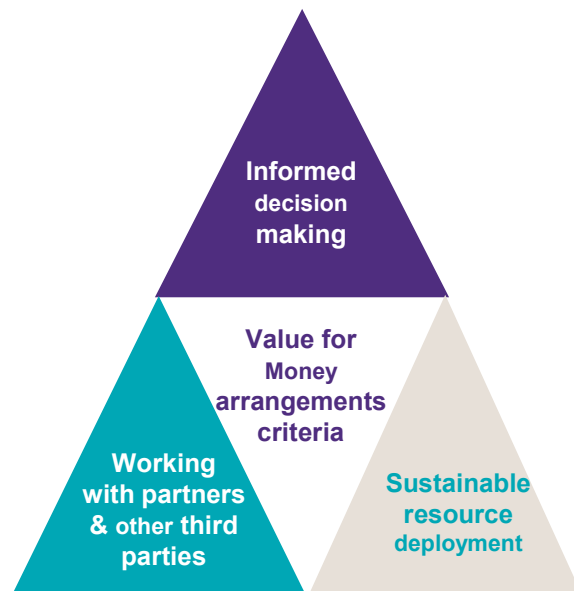 Informed
decision
making
Value for
Money
arrangements
criteria
Working
with partners
& other third
parties
Sustainable
resource
deployment